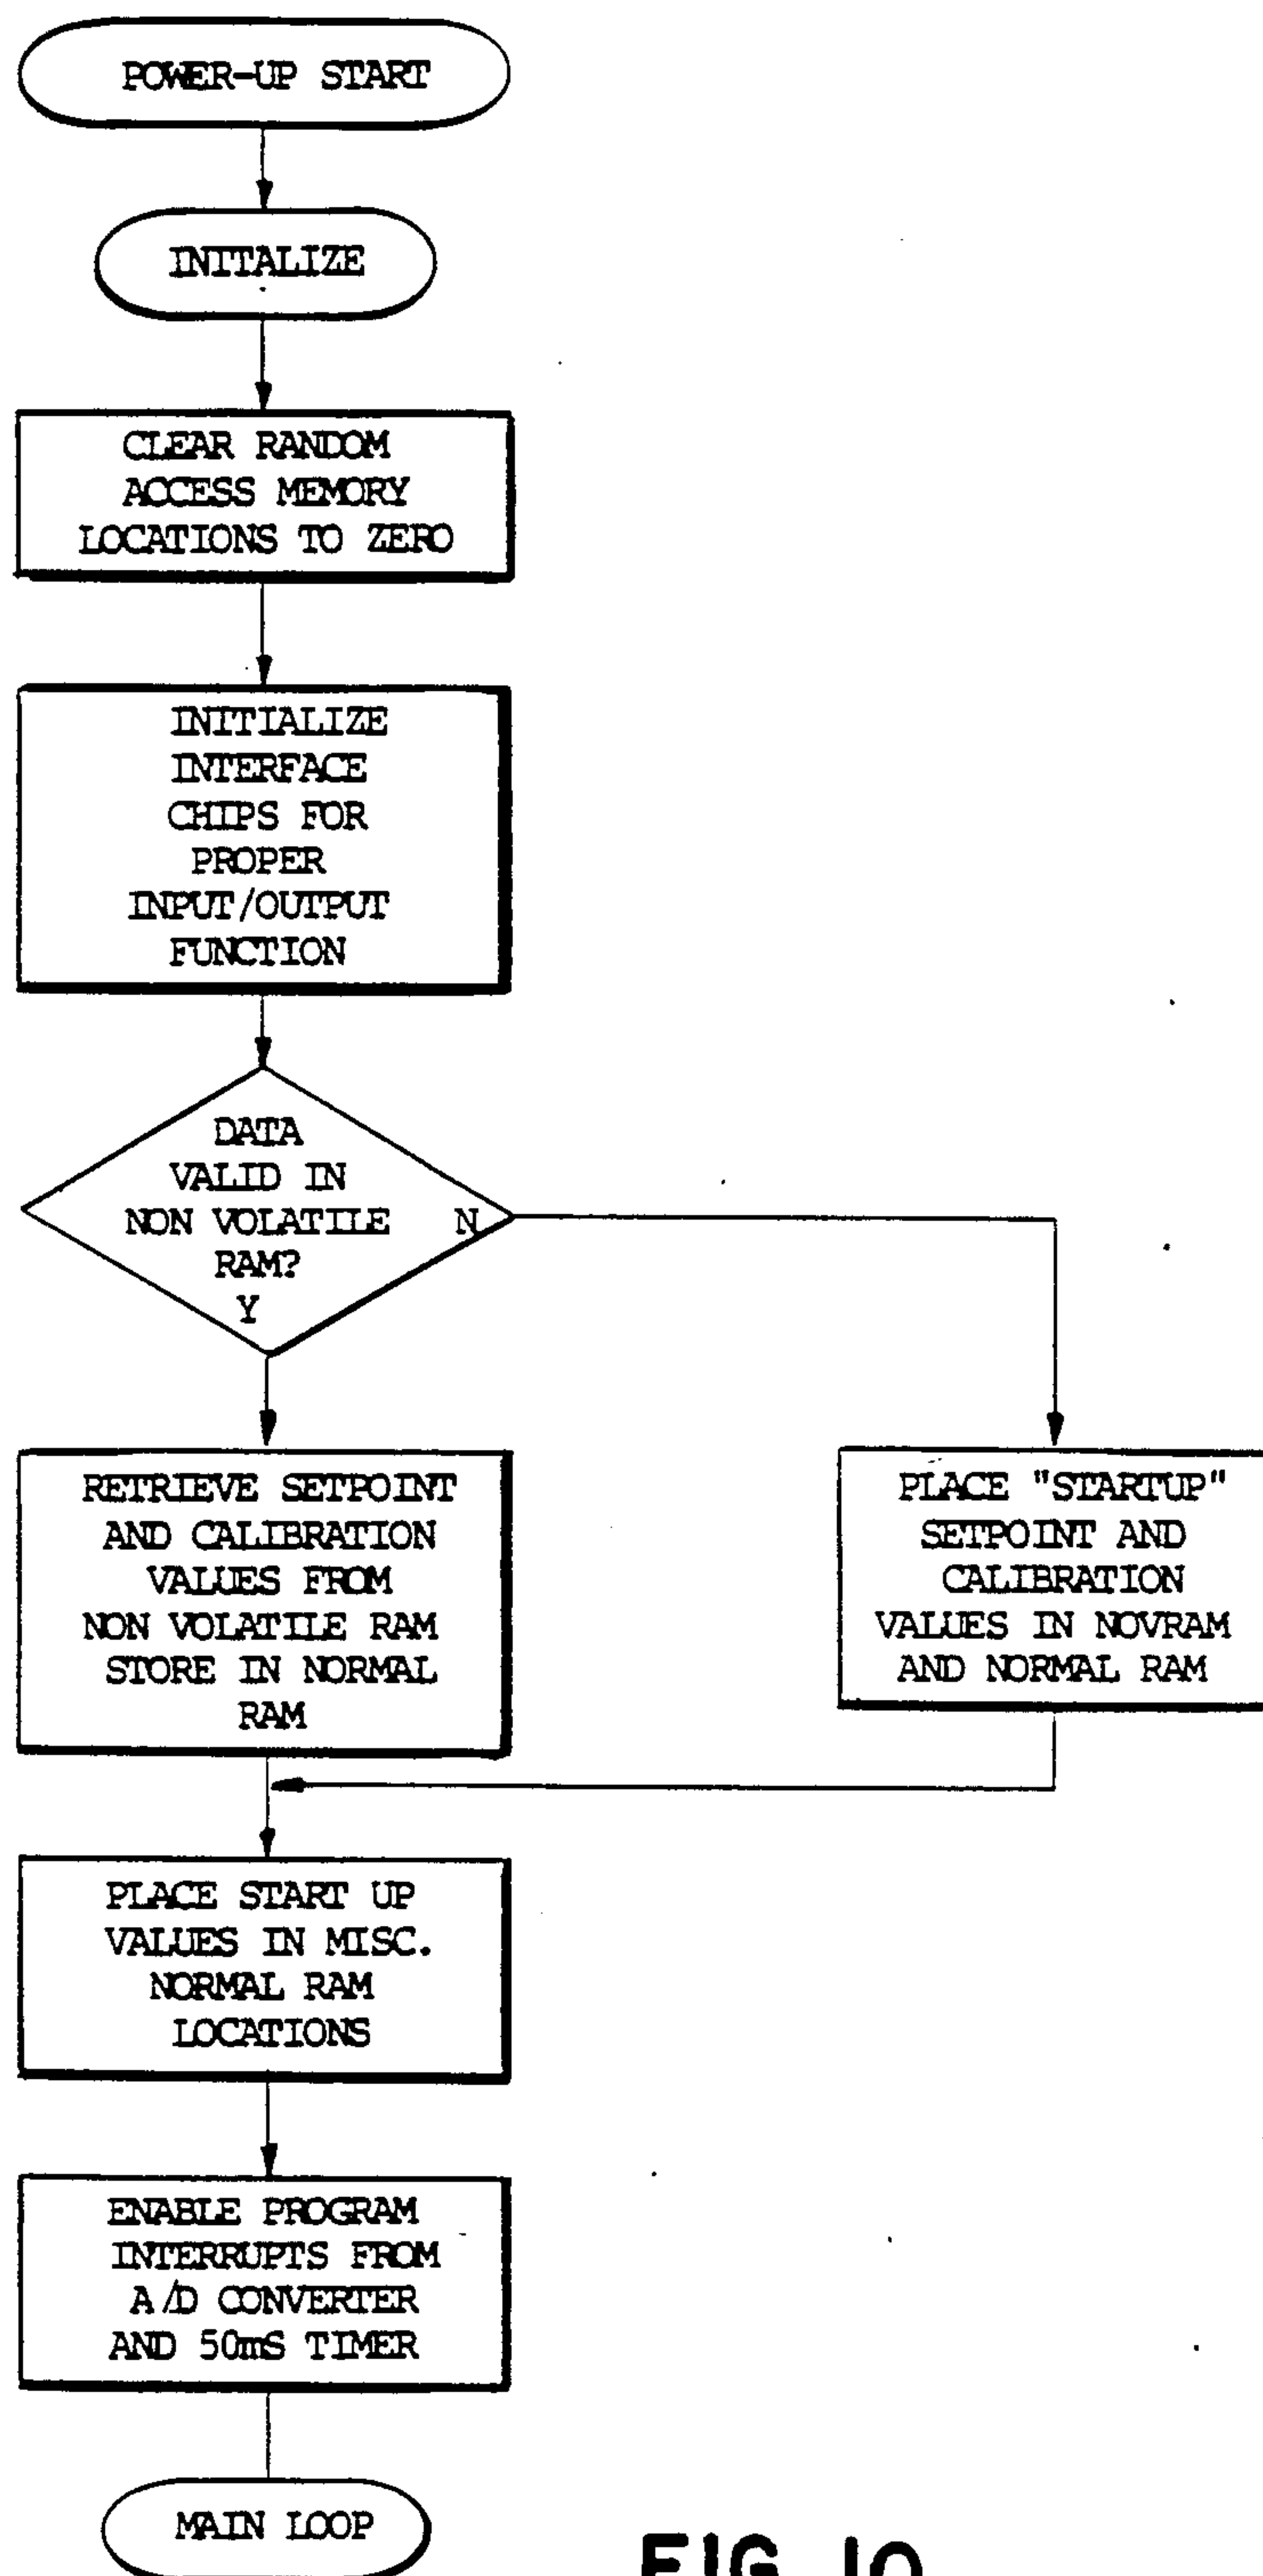 POWER-UP START
INITALIZE
CLEAR RANDOM
ACCESS MEMORY
LOCATIONS TO ZERO
INITIALIZE
INTERFACE
CHIPS FOR
PROPER
INPUT/OUTPUT
FUNCTION
DATA
VALID IN
NON VOLATILE N
RAM?
Y
RETRIEVE SETPOINT
AND CALIBRATION
VALUES FROM
NON VOLATILE RAM
STORE IN NORMAL
RAM
PLACE "STARTUP"
SETPOINT AND
CALIBRATION
VALUES IN NOVRAM
AND NORMAL RAM
PLACE START UP
VALUES IN MISC.
NORMAL RAM
LOCATIONS
ENABLE PROGRAM
INTERRUPTS FROM
A/D CONVERTER
AND 50mS TIMER
MAIN LOOP
FIG. 10